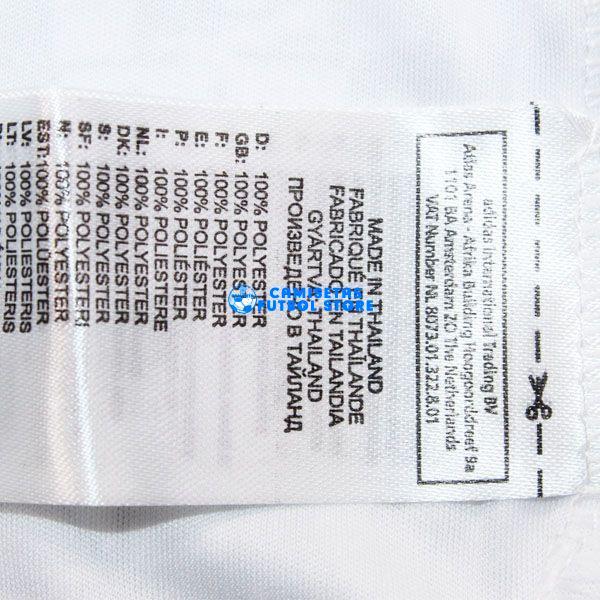 adidas International Trading BV
Atlas Arena - Afrika Building Hoogoorddreef 9a
1101 BA Amsterdam ZO The Netherlands
VAT Number NL 8073.01.322.B.01
MADE IN THAILAND
FABRIQUÉ EN THAÏLANDE
FABRICADO EN TAILANDIA
GYÁRTVA THAILAND
ПРОИЗВЕДЕНО В ТАЙЛАНД
D: 100% POLYESTER
GB: 100% POLYESTER
F: 100% POLYESTER
E: 100% POLIÉSTER
P: 100% POLIÉSTER
I: 100% POLIESTERE
NL: 100% POLYESTER
DK: 100% POLYESTER
S: 100% POLYESTER
SF: 100% POLYESTERI
N: 100% POLYESTER
EST: 100% POLÜESTER
LV: 100% POLIESTERIS
LT: 100% POLIESTERIS
CAMISETAS
FUTBOL STORE